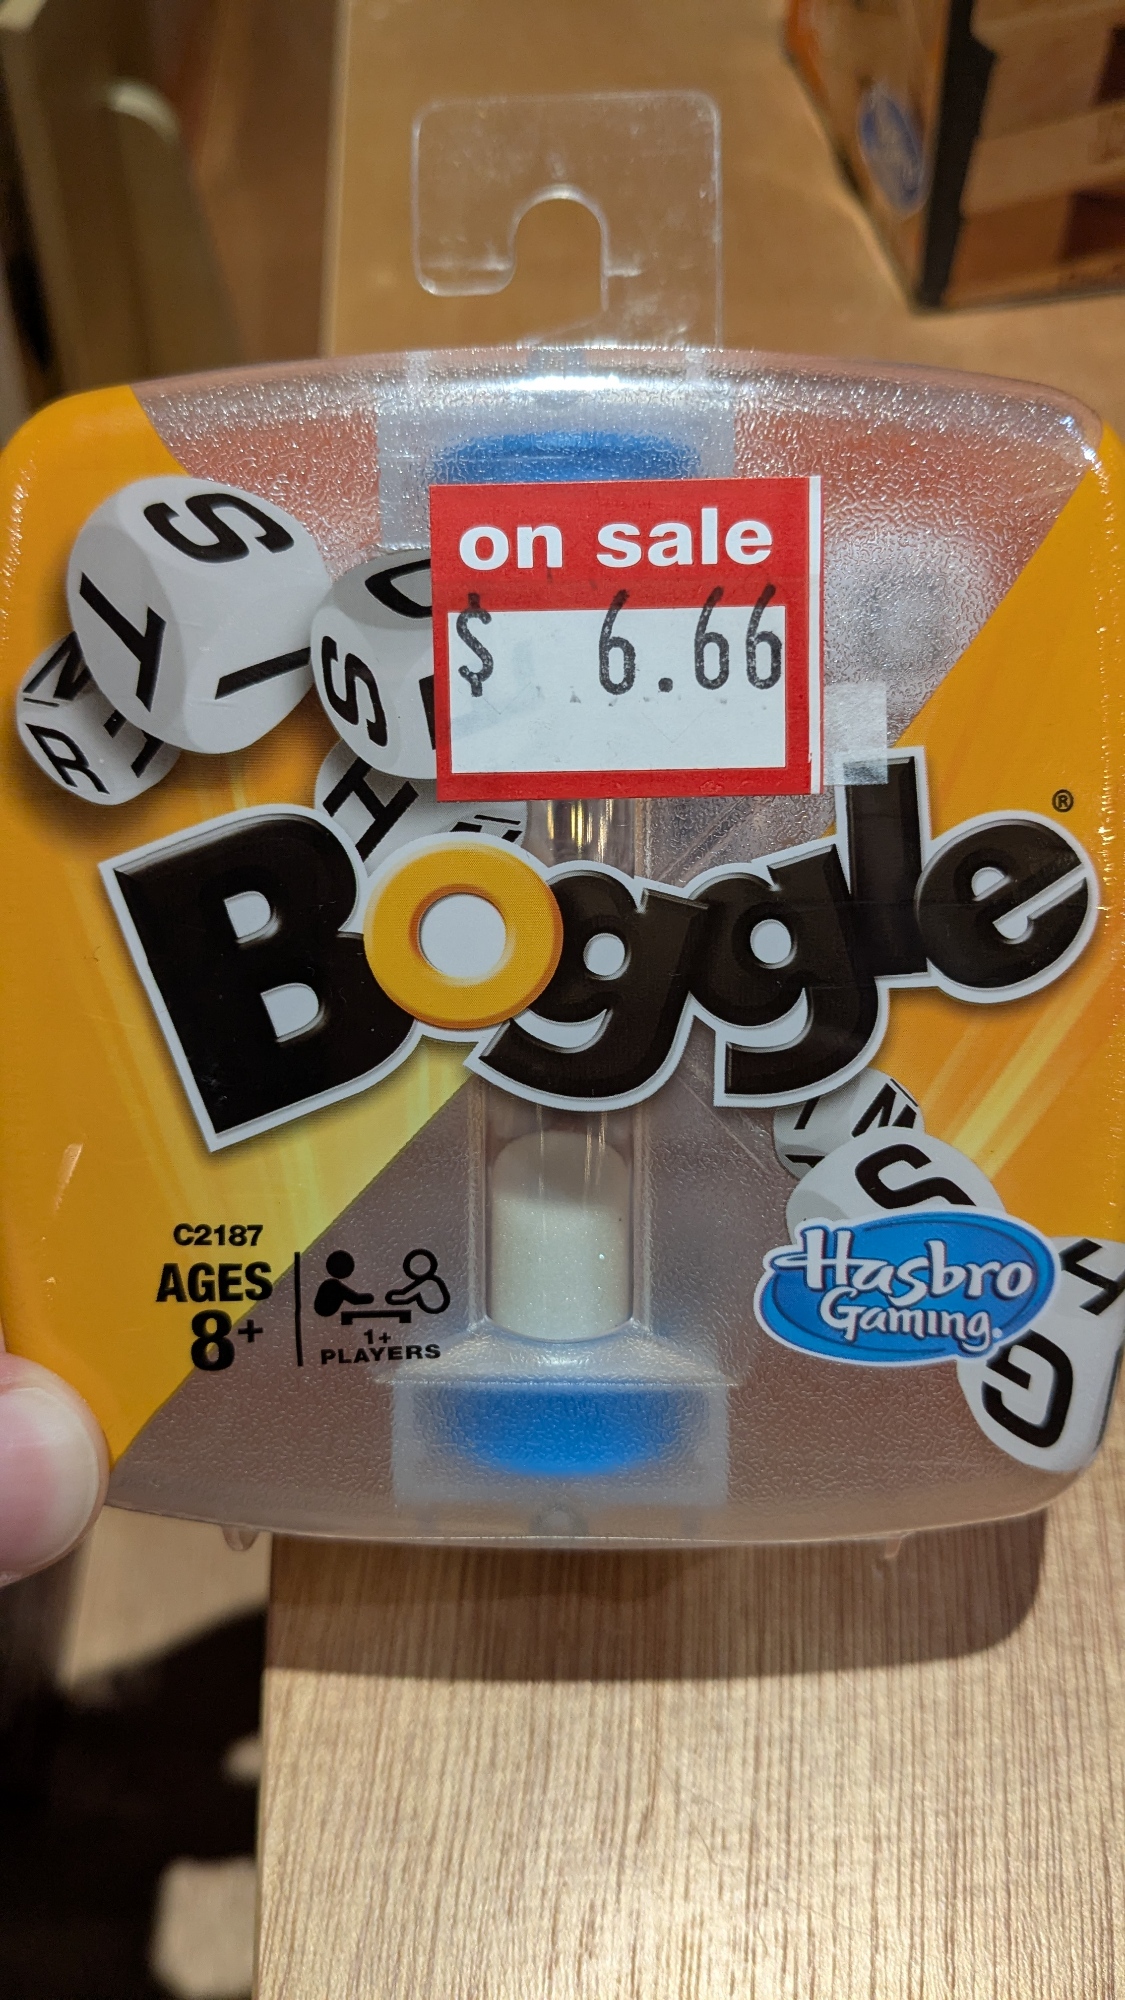 on sale
$ 6.66
S
T
I
S
N
R
H
Boggle®
N
S
C2187
AGES
8+
1+
PLAYERS
Hasbro
Gaming.
H
G